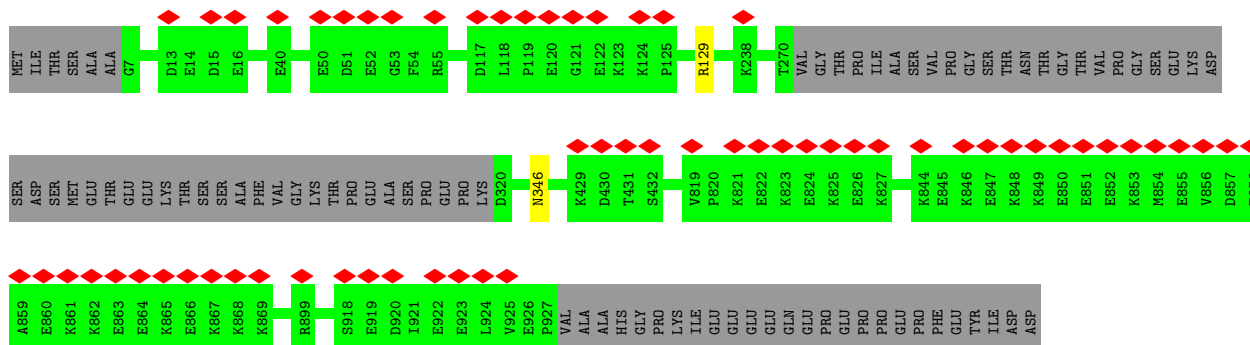 MET ILE THR SER ALA ALA G7 D13 E14 D15 E16 E40 E50 D51 E52 G53 F54 R55 D117 L118 P119 E120 G121 E122 K123 K124 P125 R129 K238 T270 VAL GLY THR PRO ILE ALA SER VAL PRO GLY SER THR ASN THR GLY THR VAL PRO GLY SER GLU LYS ASP
SER ASP SER MET GLU THR GLU GLU LYS THR SER SER ALA PHE VAL GLY LYS THR PRO GLU ALA SER PRO GLU PRO LYS D320 N346 K429 D430 T431 S432 V819 P820 K821 E822 K823 E824 K825 E826 K827 K844 E845 K846 E847 K848 K849 E850 E851 E852 K853 M854 E855 V856 D857
A859 E860 K861 K862 E863 E864 K865 E866 K867 K868 K869 R899 S918 E919 D920 I921 E922 E923 L924 V925 E926 P927 VAL ALA ALA HIS GLY PRO LYS ILE GLU GLU GLU GLU GLN GLU PRO GLU PRO PRO GLU PRO PHE GLU TYR ILE ASP ASP